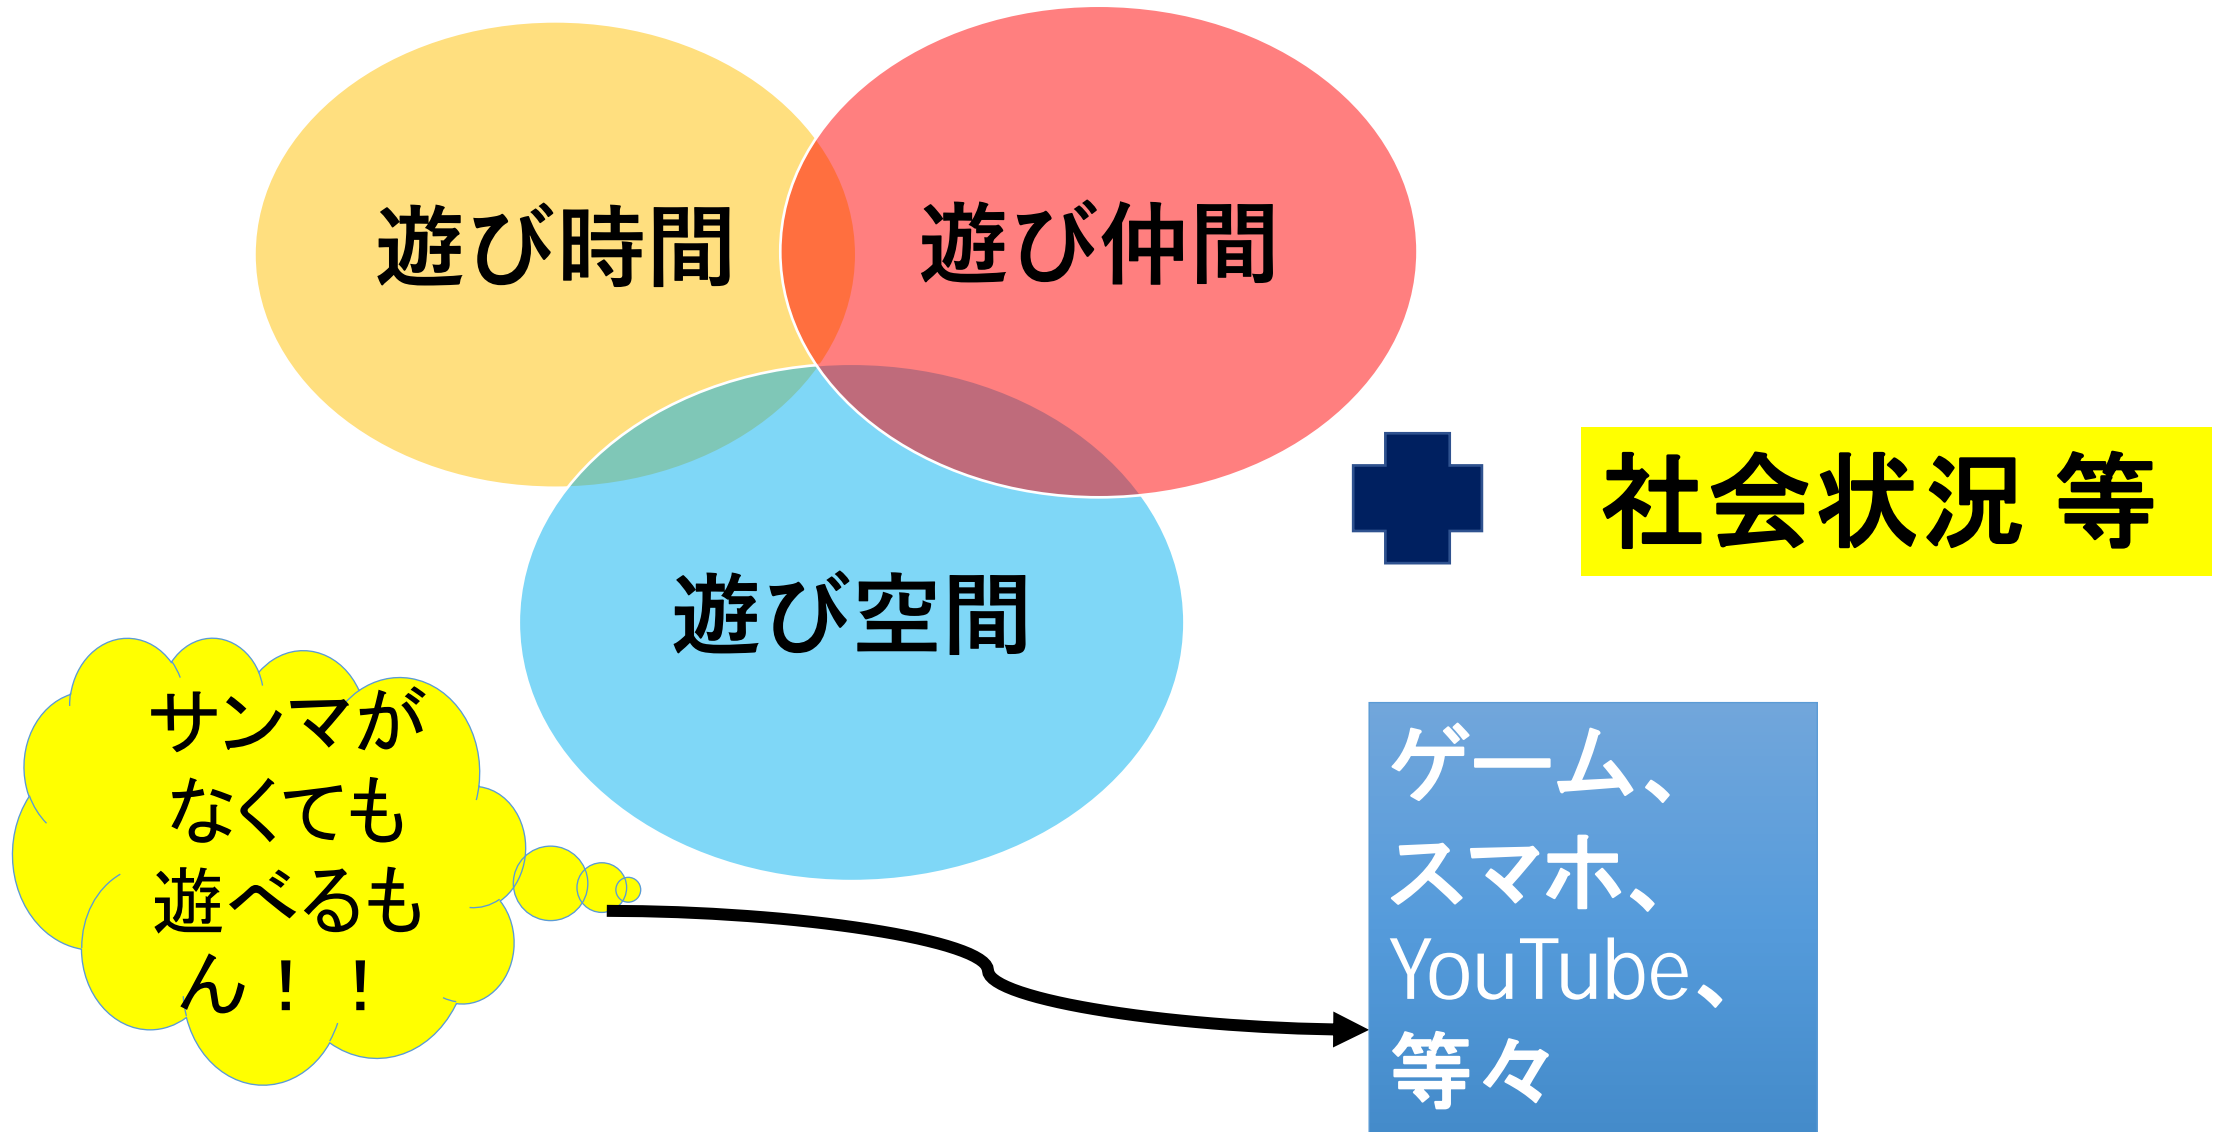 遊び時間
遊び仲間
遊び空間
社会状況 等
サンマが
なくても
遊べるも
ん！！
ゲーム、
スマホ、
YouTube、
等々